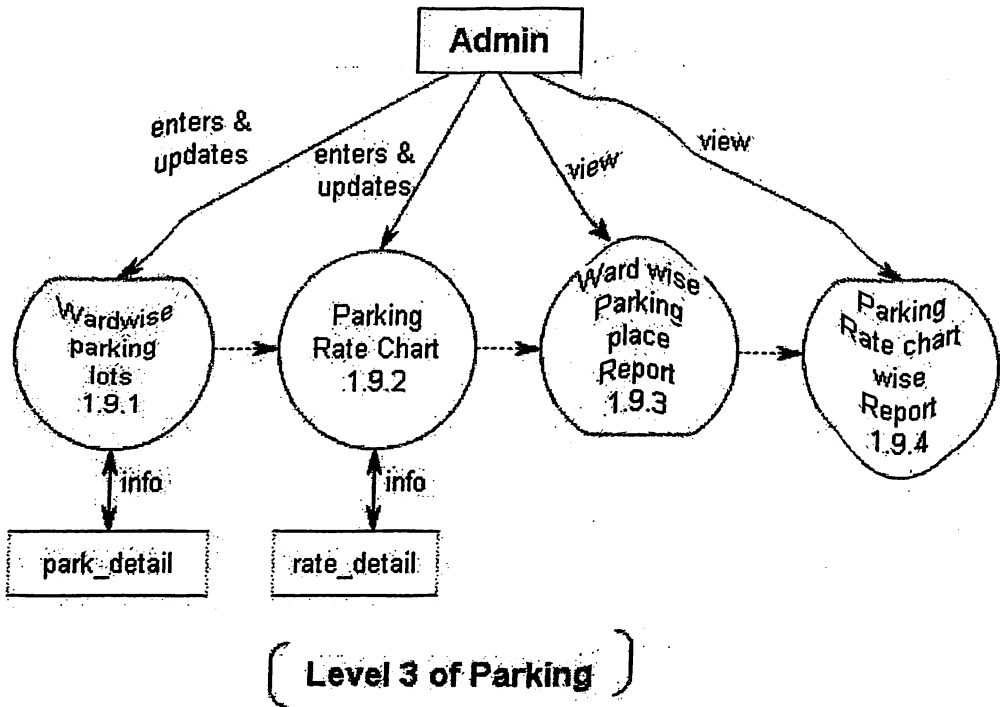 Admin
enters &
updates
enters &
updates
view
view
Wardwise
parking
lots
1.9.1
Parking
Rate Chart
1.9.2
Ward wise
Parking
place
Report
1.9.3
Parking
Rate chart
wise
Report
1.9.4
info
info
park_detail
rate_detail
Level 3 of Parking